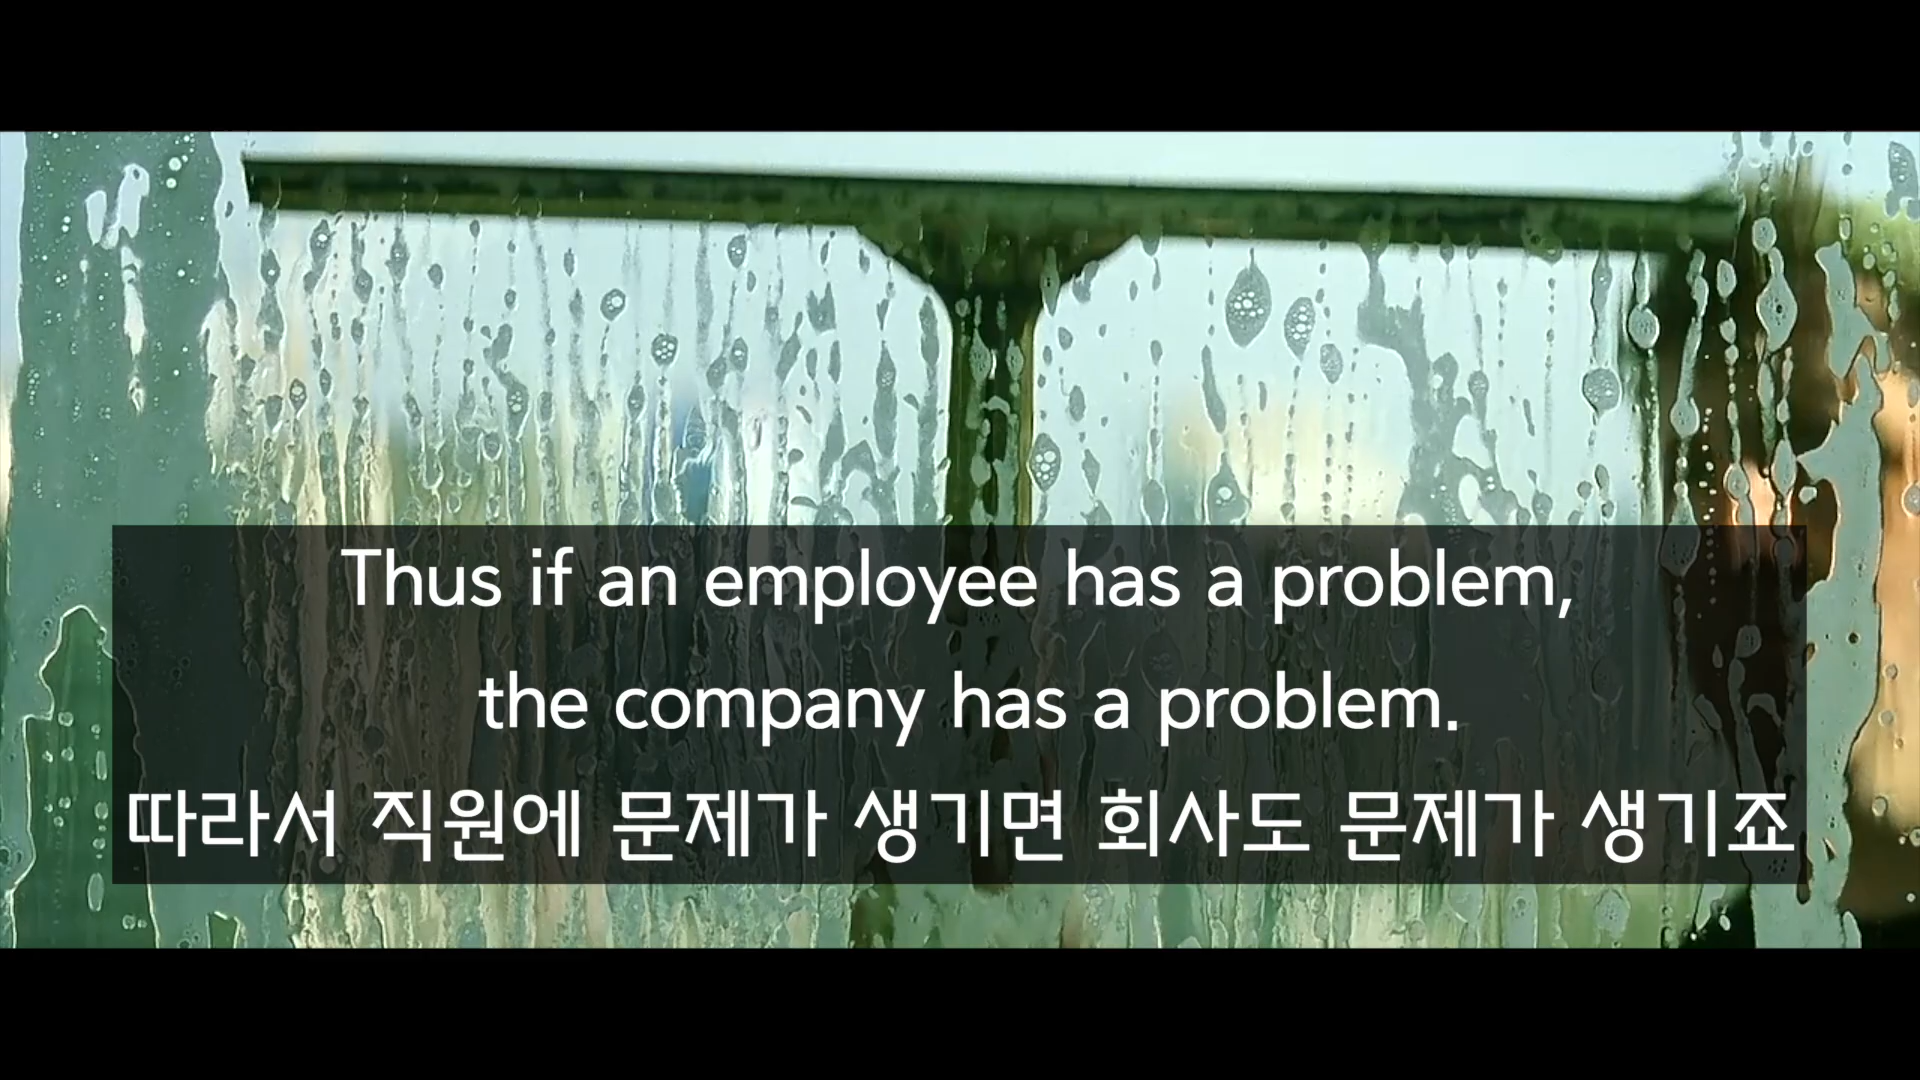 Thus if an employee has a problem,
the company has a problem.
따라서 직원에 문제가 생기면 회사도 문제가 생기죠